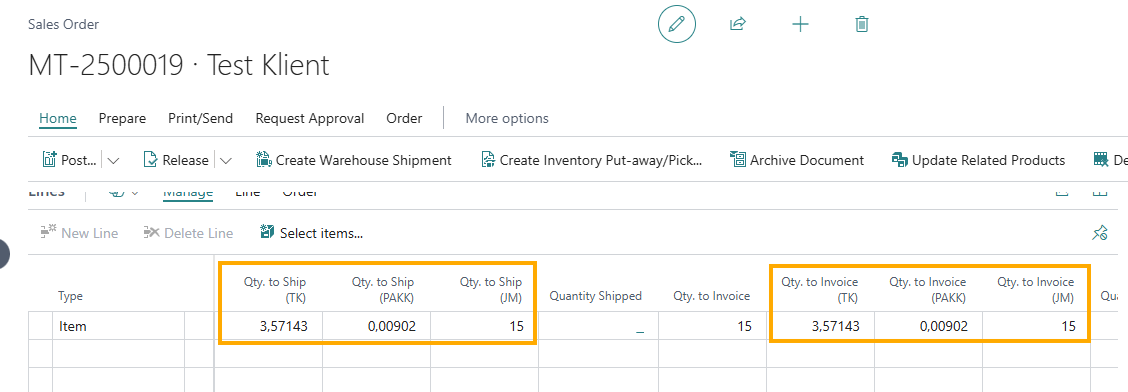 Sales Order
MT-2500019 · Test Klient
Home Prepare Print/Send Request Approval Order More options
Post... Release Create Warehouse Shipment Create Inventory Put-away/Pick... Archive Document Update Related Products De
Lines Manage Line Order
New Line Delete Line Select items...
Type Qty. to Ship (TK) Qty. to Ship (PAKK) Qty. to Ship (JM) Quantity Shipped Qty. to Invoice Qty. to Invoice (TK) Qty. to Invoice (PAKK) Qty. to Invoice (JM) Qu
Item 3,57143 0,00902 15 _ 15 3,57143 0,00902 15